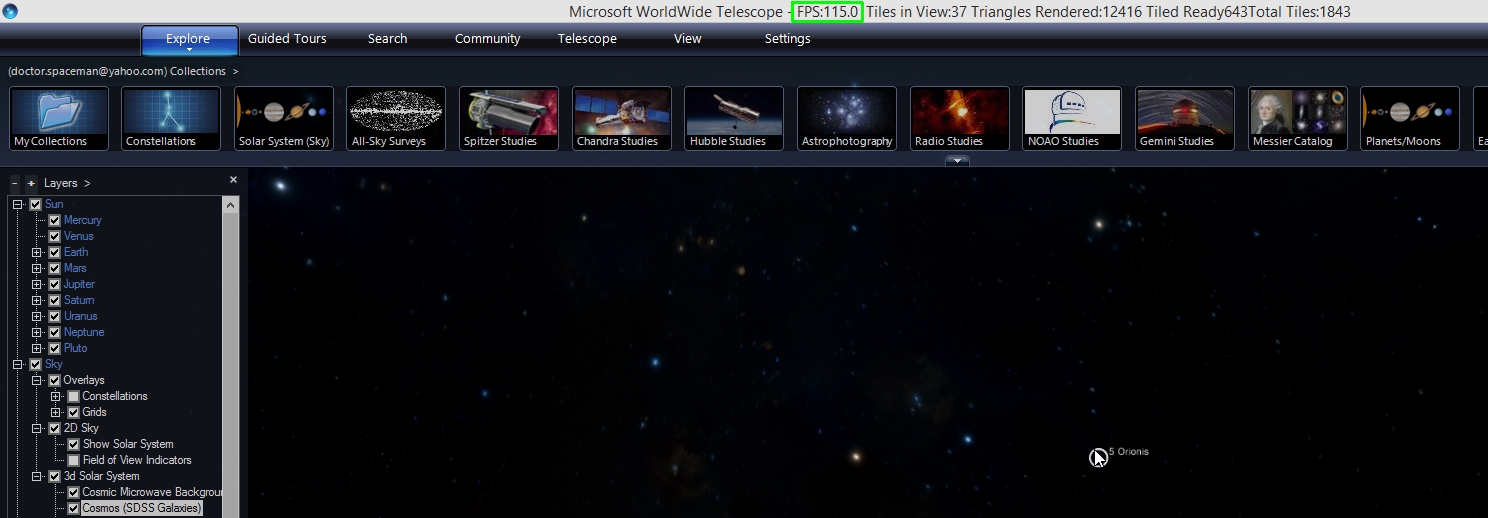 Microsoft WorldWide Telescope - FPS:115.0 Tiles in View:37 Triangles Rendered:12416 Tiled Ready643Total Tiles:1843
Explore Guided Tours Search Community Telescope View Settings
(doctor.spaceman@yahoo.com) Collections >
My Collections Constellations Solar System (Sky) All-Sky Surveys Spitzer Studies Chandra Studies Hubble Studies Astrophotography Radio Studies NOAO Studies Gemini Studies Messier Catalog Planets/Moons Ea
Layers >
Sun
Mercury
Venus
Earth
Mars
Jupiter
Saturn
Uranus
Neptune
Pluto
Sky
Overlays
Constellations
Grids
2D Sky
Show Solar System
Field of View Indicators
5 Orionis
3d Solar System
Cosmic Microwave Backgrour
Cosmos (SDSS Galaxies)